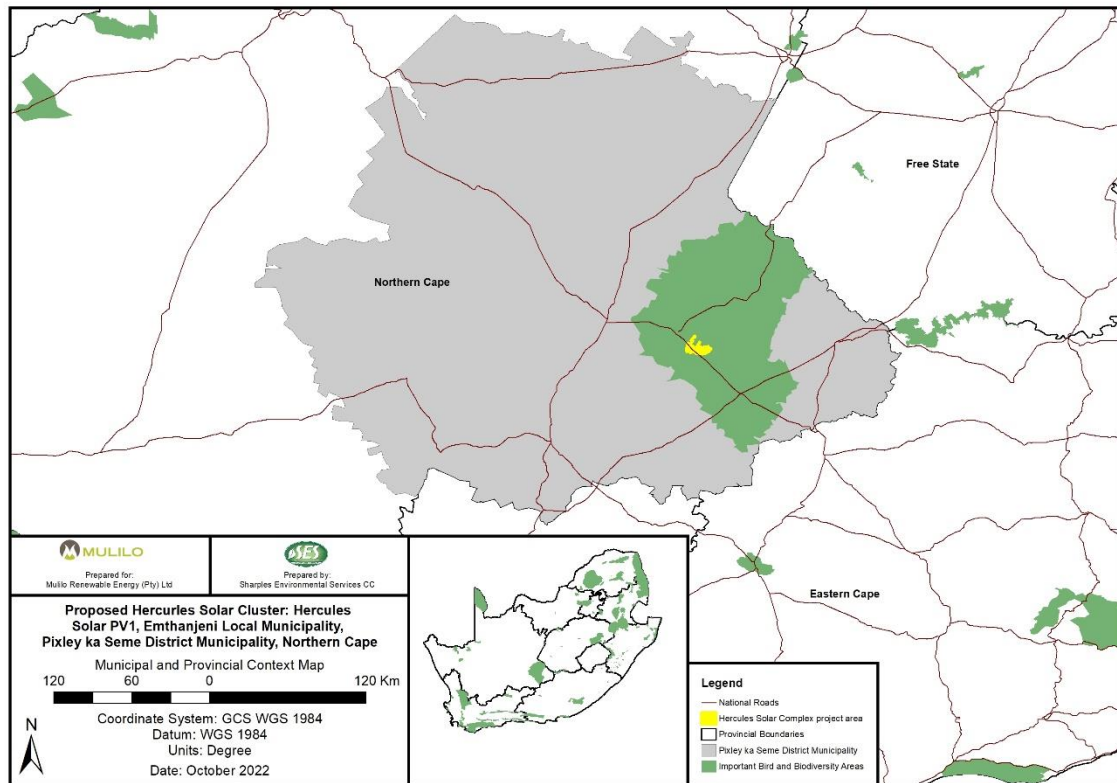 Free State
Northern Cape
Eastern Cape
MULILO
Prepared for:
Mulilo Renewable Energy (Pty) Ltd
SES
Prepared by:
Sharples Environmental Services CC
Proposed Hercurles Solar Cluster: Hercules
Solar PV1, Emthanjeni Local Municipality,
Pixley ka Seme District Municipality, Northern Cape
Municipal and Provincial Context Map
120 60 0 120 Km
N
Coordinate System: GCS WGS 1984
Datum: WGS 1984
Units: Degree
Date: October 2022
Legend
National Roads
Hercules Solar Complex project area
Provincial Boundaries
Pixley ka Seme District Municipality
Important Bird and Biodiversity Areas